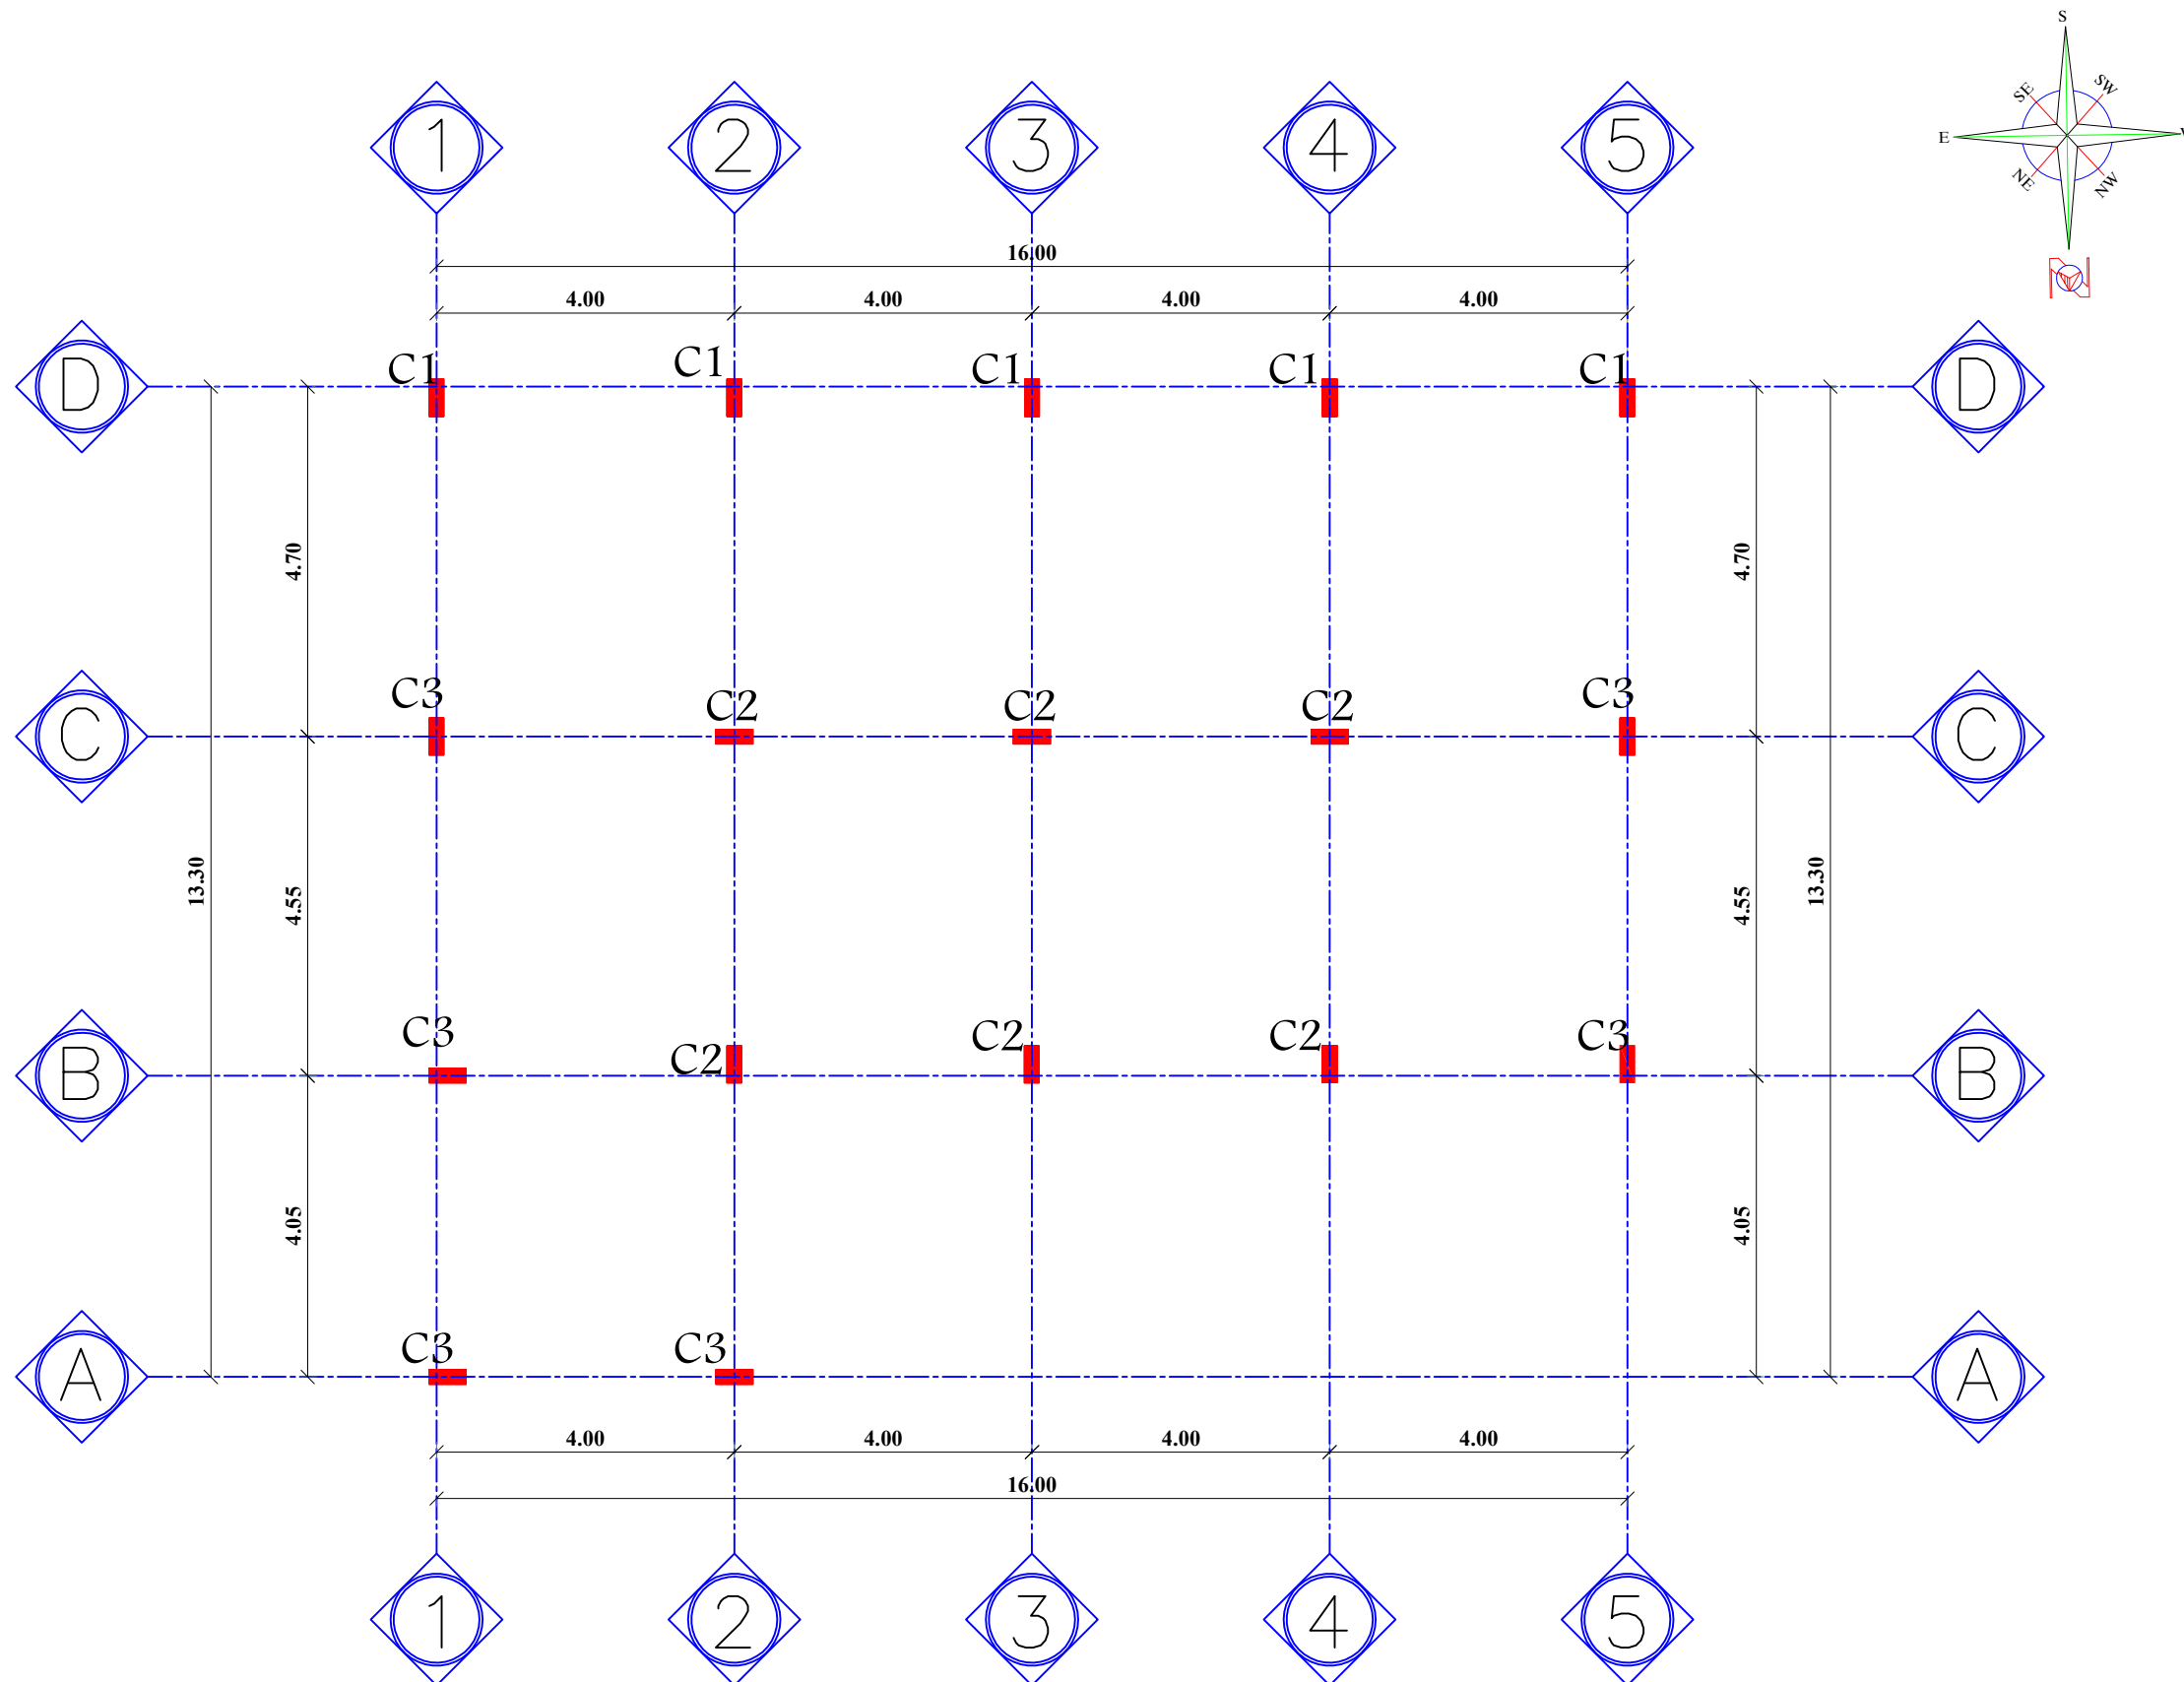 S
SE SW
E
NE NW
1 2 3 4 5
16.00
4.00 4.00 4.00 4.00
D C1 C1 C1 C1 C1 D
4.70 4.70
C3 C2 C2 C2 C3
C C
13.30 4.55 4.55 13.30
C3 C2 C2 C2 C3
B B
4.05 4.05
C3 C3
A A
4.00 4.00 4.00 4.00
16.00
1 2 3 4 5